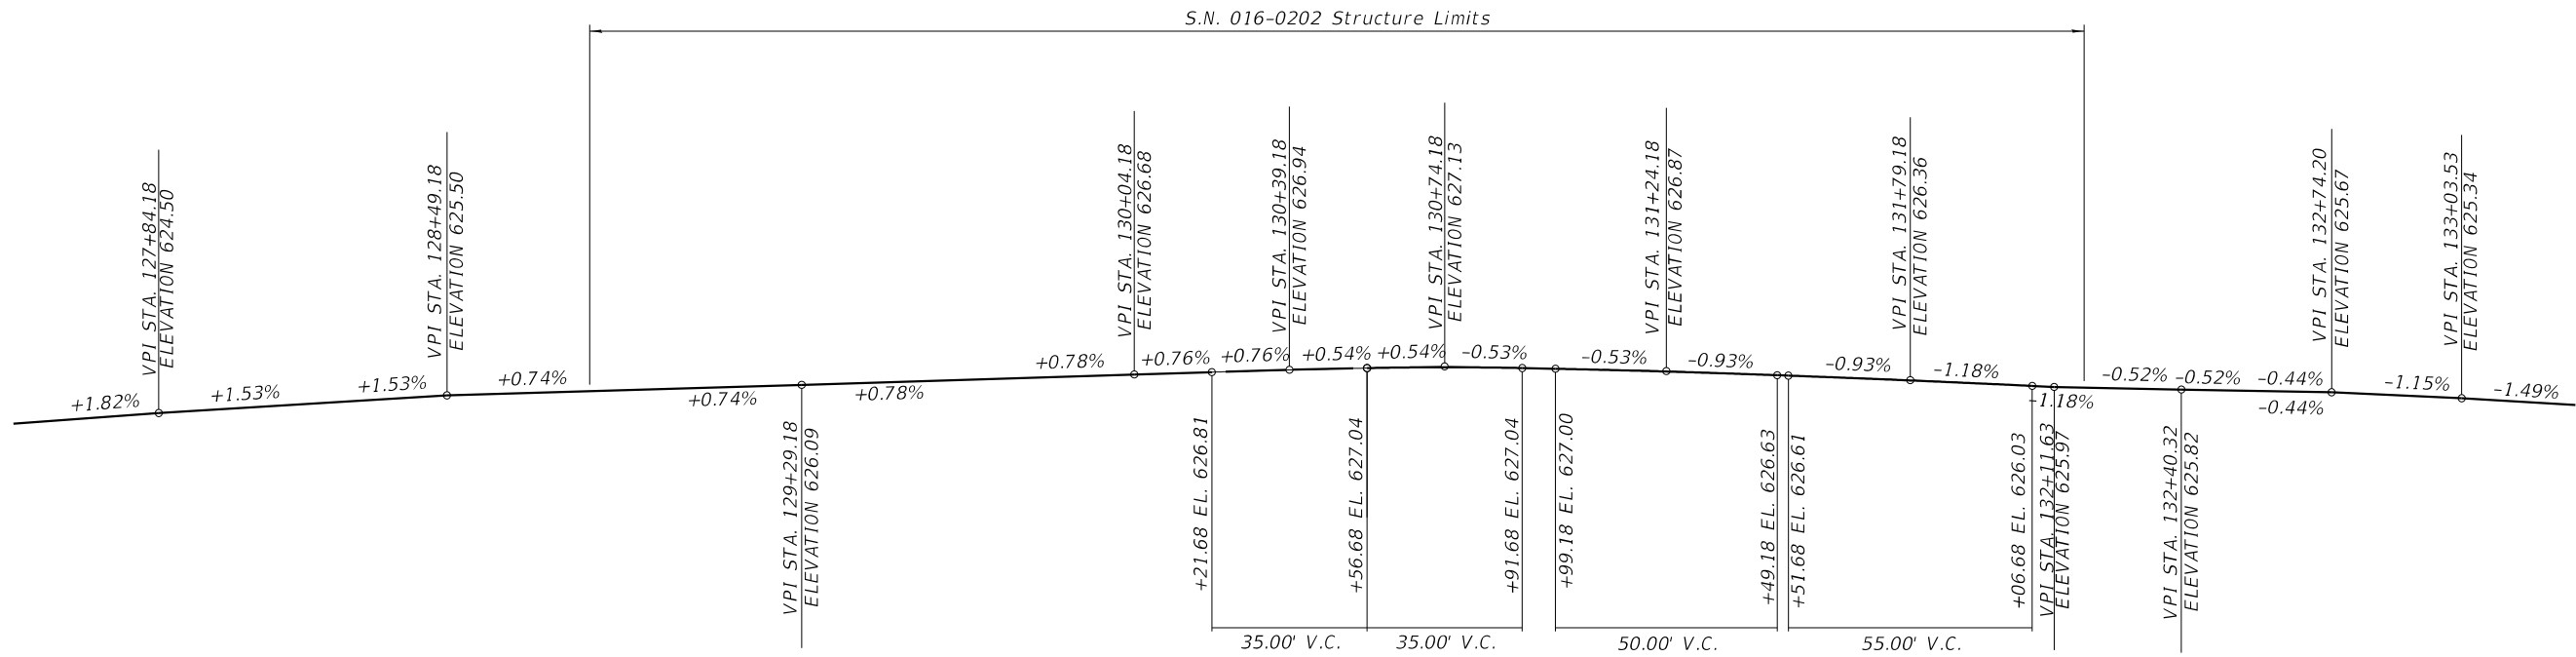 S.N. 016-0202 Structure Limits
VPI STA. 127+84.18
ELEVATION 624.50
VPI STA. 128+49.18
ELEVATION 625.50
VPI STA. 130+04.18
ELEVATION 626.68
VPI STA. 130+39.18
ELEVATION 626.94
VPI STA. 130+74.18
ELEVATION 627.13
VPI STA. 131+24.18
ELEVATION 626.87
VPI STA. 131+79.18
ELEVATION 626.36
VPI STA. 132+74.20
ELEVATION 625.67
VPI STA. 133+03.53
ELEVATION 625.34
+1.82%
+1.53%
+1.53%
+0.74%
+0.74%
+0.78%
+0.78%
+0.76%
+0.76%
+0.54%
+0.54%
-0.53%
-0.53%
-0.93%
-0.93%
-1.18%
-1.18%
-0.52%
-0.52%
-0.44%
-0.44%
-1.15%
-1.49%
VPI STA. 129+29.18
ELEVATION 626.09
+21.68 EL. 626.81
+56.68 EL. 627.04
+91.68 EL. 627.04
+99.18 EL. 627.00
+49.18 EL. 626.63
+51.68 EL. 626.61
+06.68 EL. 626.03
VPI STA. 132+11.63
ELEVATION 625.97
VPI STA. 132+40.32
ELEVATION 625.82
35.00' V.C.
35.00' V.C.
50.00' V.C.
55.00' V.C.